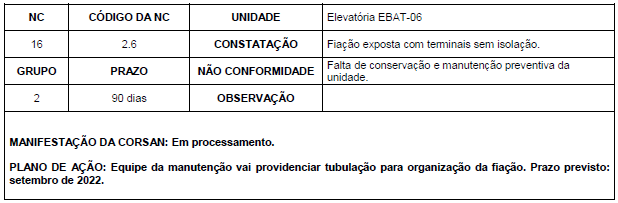 NC CÓDIGO DA NC UNIDADE Elevatória EBAT-06
16 2.6 CONSTATAÇÃO Fiação exposta com terminais sem isolação.
GRUPO PRAZO NÃO CONFORMIDADE Falta de conservação e manutenção preventiva da
unidade.
2 90 dias OBSERVAÇÃO
MANIFESTAÇÃO DA CORSAN: Em processamento.
PLANO DE AÇÃO: Equipe da manutenção vai providenciar tubulação para organização da fiação. Prazo previsto:
setembro de 2022.